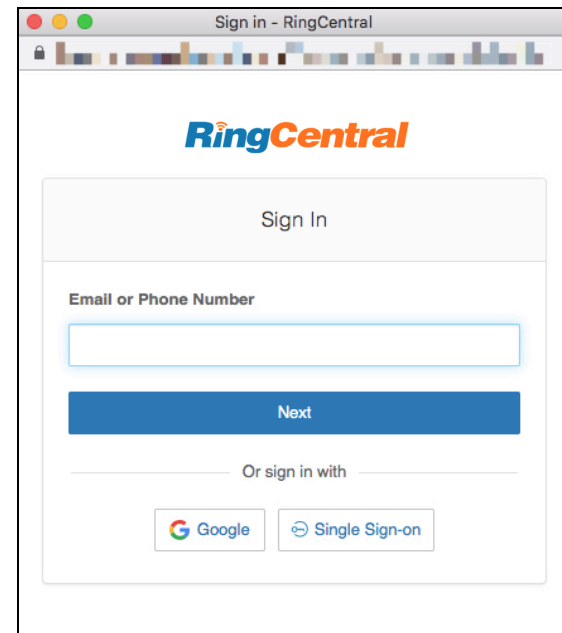 Sign in - RingCentral
RingCentral
Sign In
Email or Phone Number
Next
Or sign in with
Google
Single Sign-on